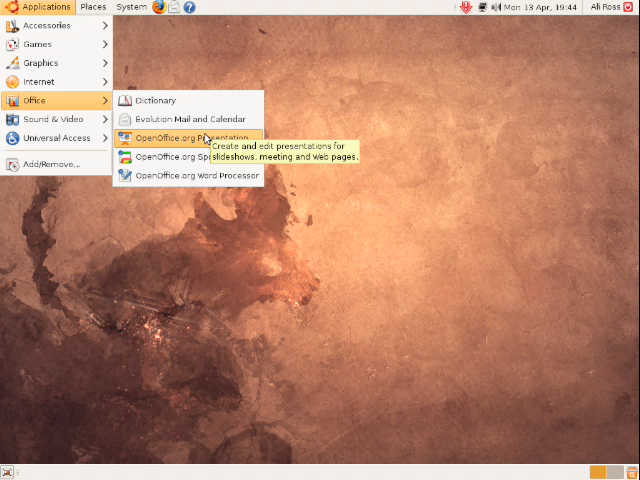 Applications Places System Mon 13 Apr, 19:44 Ali Ross
Accessories
Games
Graphics
Internet
Office
Sound & Video
Universal Access
Add/Remove...
Dictionary
Evolution Mail and Calendar
OpenOffice.org Presentation
OpenOffice.org Spr
OpenOffice.org Word Processor
Create and edit presentations for
slideshows, meeting and Web pages.